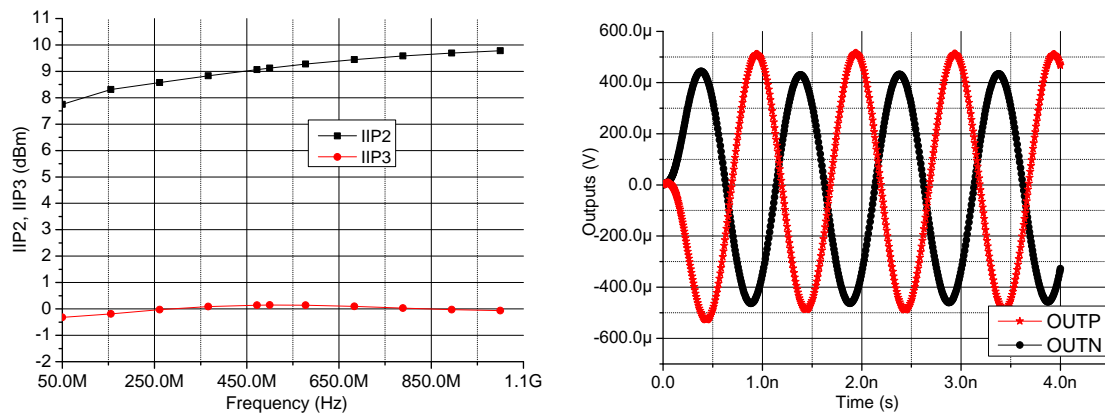 11
10
9
8
7
6
5
4
3
2
1
0
-1
-2
IIP2, IIP3 (dBm)
IIP2
IIP3
50.0M 250.0M 450.0M 650.0M 850.0M 1.1G
Frequency (Hz)
600.0µ
400.0µ
200.0µ
0.0
-200.0µ
-400.0µ
-600.0µ
Outputs (V)
OUTP
OUTN
0.0 1.0n 2.0n 3.0n 4.0n
Time (s)